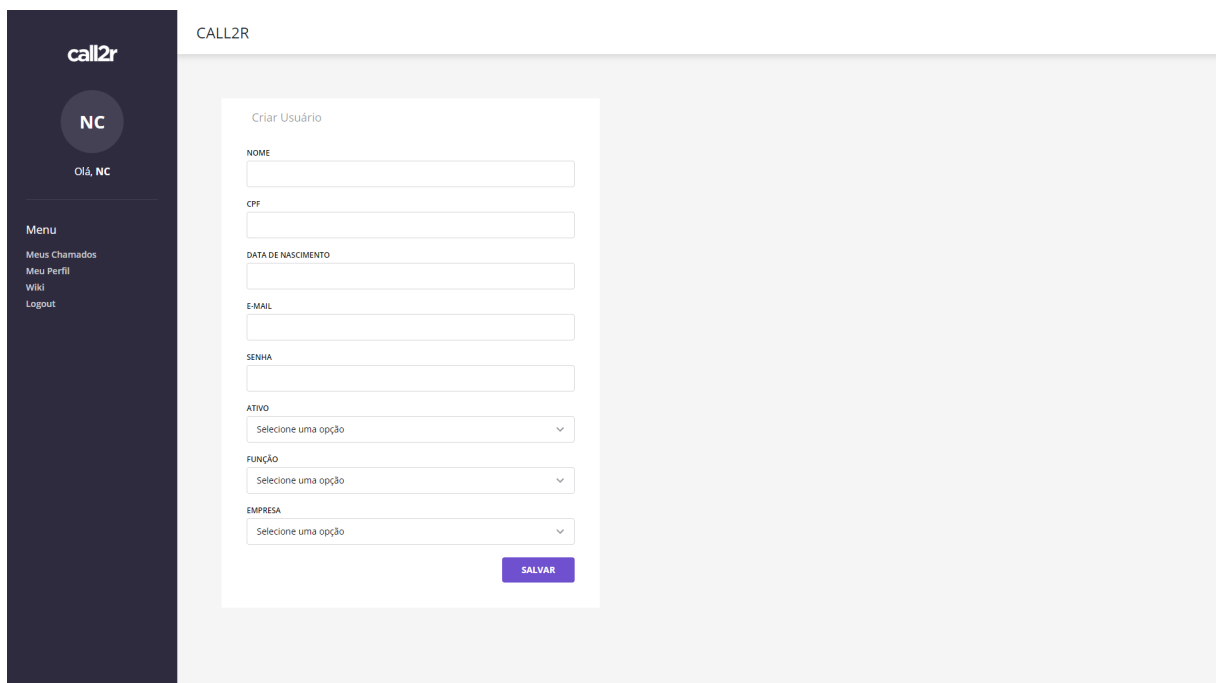 call2r
NC
Olá, NC
Menu
Meus Chamados
Meu Perfil
Wiki
Logout
CALL2R
Criar Usuário
NOME
CPF
DATA DE NASCIMENTO
E-MAIL
SENHA
ATIVO
Selecione uma opção
FUNÇÃO
Selecione uma opção
EMPRESA
Selecione uma opção
SALVAR